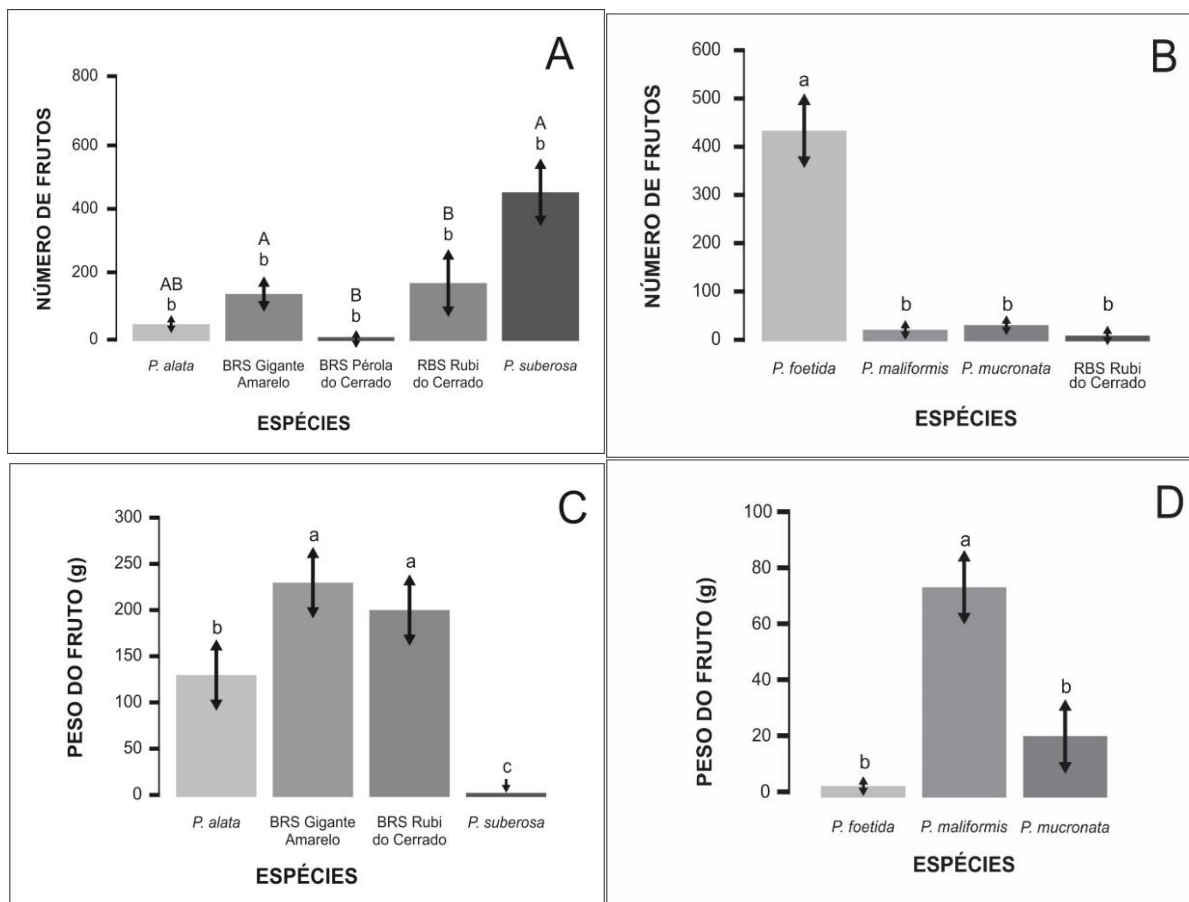 A
NÚMERO DE FRUTOS
800
600
400
200
0
AB
b
A
b
B
b
B
b
A
b
P. alata
BRS Gigante
Amarelo
BRS Pérola
do Cerrado
RBS Rubi
do Cerrado
P. suberosa
ESPÉCIES
B
NÚMERO DE FRUTOS
600
500
400
300
200
100
0
a
b
b
b
P. foetida
P. maliformis
P. mucronata
RBS Rubi
do Cerrado
ESPÉCIES
C
PESO DO FRUTO (g)
300
250
200
150
100
50
0
b
a
a
c
P. alata
BRS Gigante
Amarelo
BRS Rubi
do Cerrado
P. suberosa
ESPÉCIES
D
PESO DO FRUTO (g)
100
80
60
40
20
0
b
a
b
P. foetida
P. maliformis
P. mucronata
ESPÉCIES